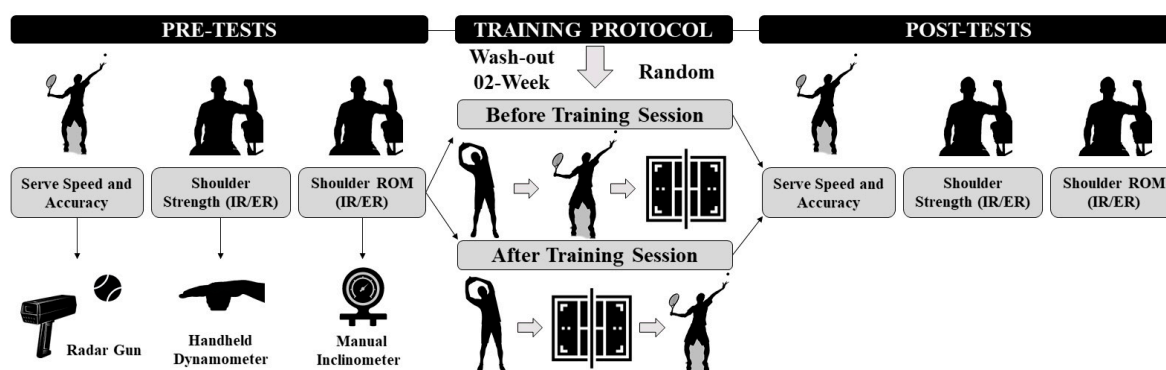 PRE-TESTS
TRAINING PROTOCOL
POST-TESTS
Wash-out
02-Week
Random
Before Training Session
Serve Speed and
Accuracy
Shoulder
Strength (IR/ER)
Shoulder ROM
(IR/ER)
After Training Session
Serve Speed and
Accuracy
Shoulder
Strength (IR/ER)
Shoulder ROM
(IR/ER)
Radar Gun
Handheld
Dynamometer
Manual
Inclinometer